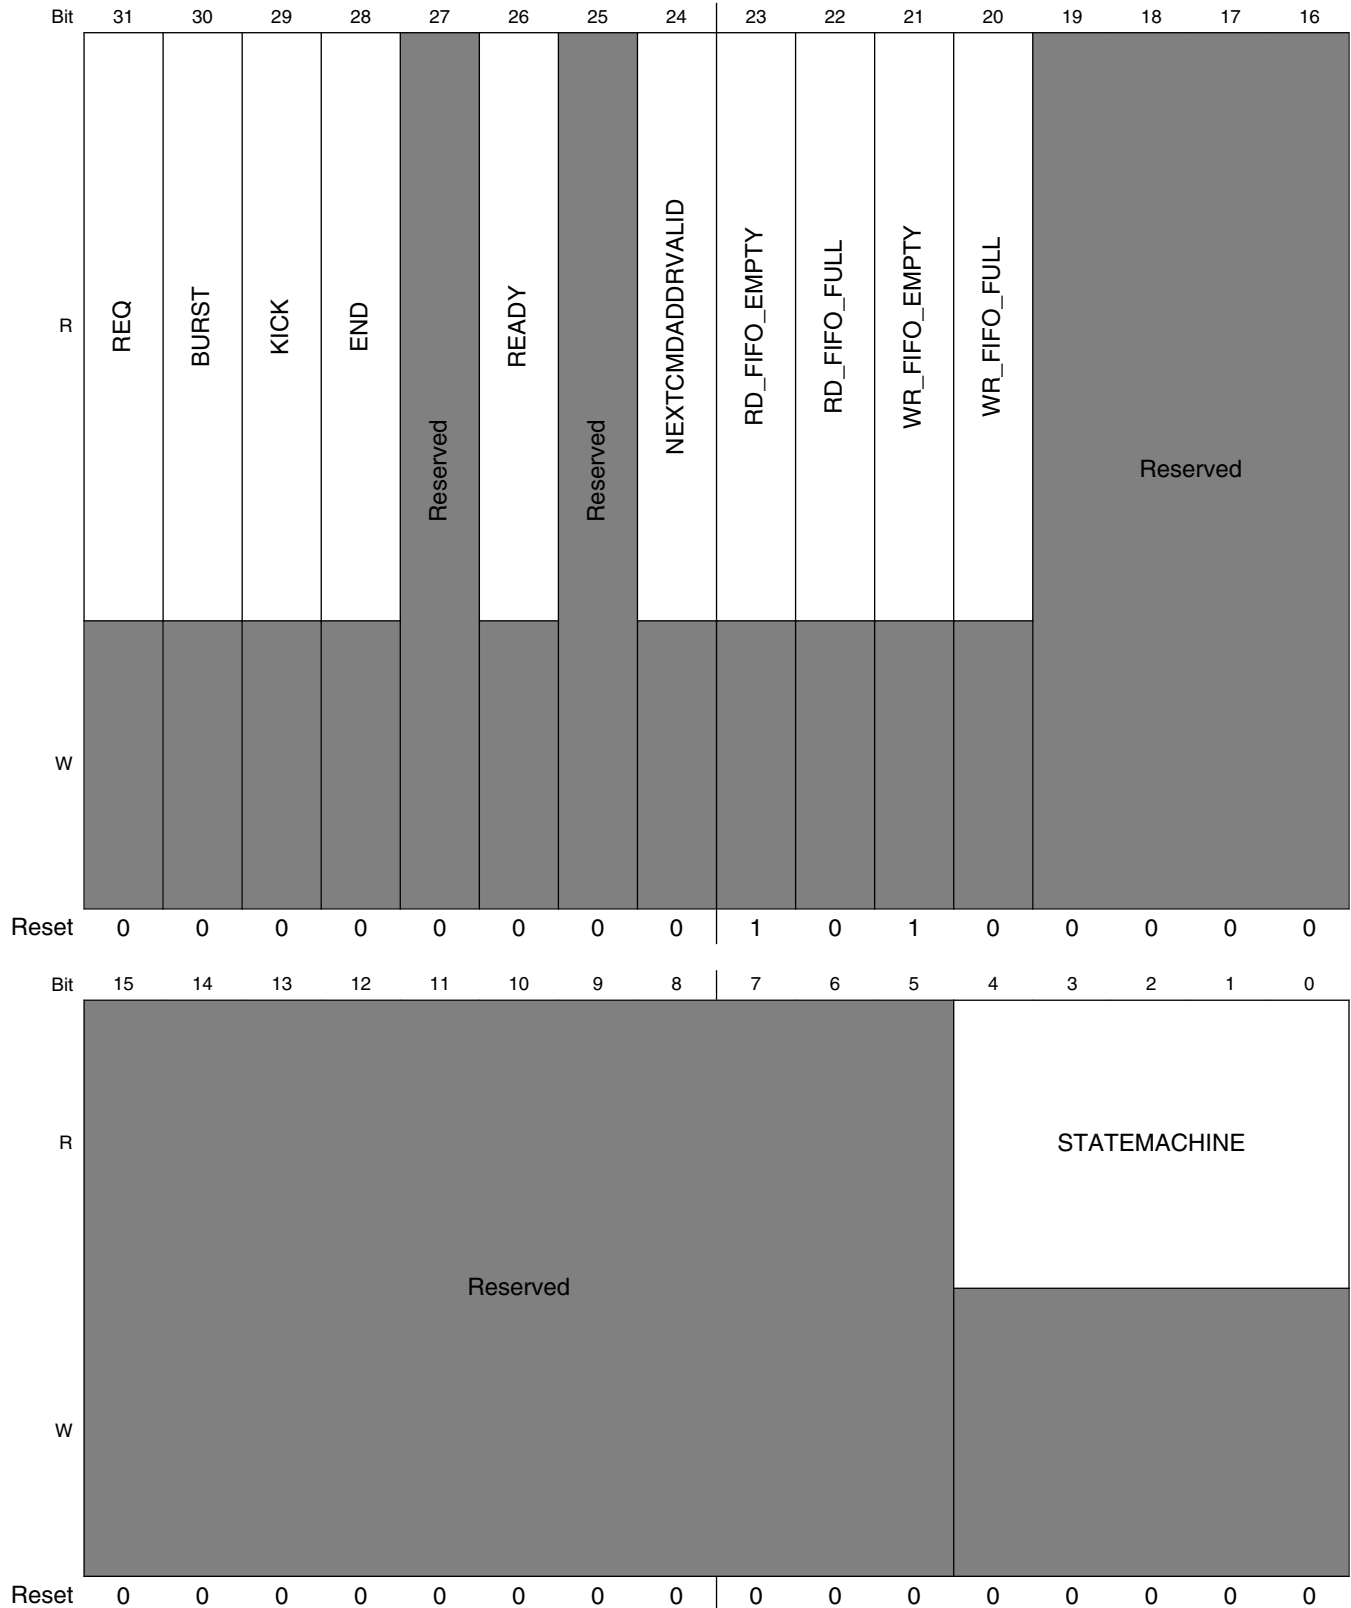 Bit 31 30 29 28 27 26 25 24 23 22 21 20 19 18 17 16
R REQ BURST KICK END Reserved READY Reserved NEXTCMDADDRVALID RD_FIFO_EMPTY RD_FIFO_FULL WR_FIFO_EMPTY WR_FIFO_FULL Reserved
W
Reset 0 0 0 0 0 0 0 0 1 0 1 0 0 0 0 0
Bit 15 14 13 12 11 10 9 8 7 6 5 4 3 2 1 0
R STATEMACHINE
Reserved
W
Reset 0 0 0 0 0 0 0 0 0 0 0 0 0 0 0 0